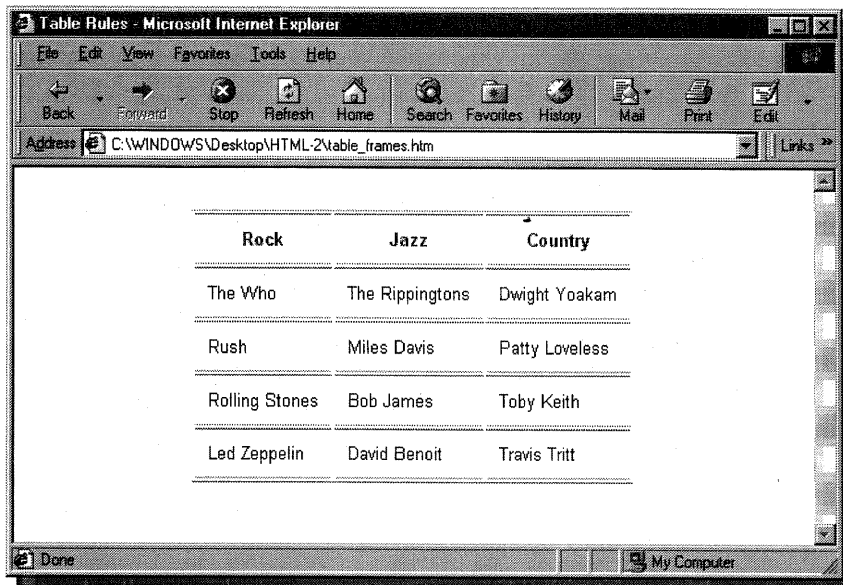 Table Rules - Microsoft Internet Explorer
File Edit View Favorites Tools Help
Back Forward Stop Refresh Home Search Favorites History Mail Print Edit
Address C:\WINDOWS\Desktop\HTML-2\table_frames.htm Links »
Rock Jazz Country
The Who The Rippingtons Dwight Yoakam
Rush Miles Davis Patty Loveless
Rolling Stones Bob James Toby Keith
Led Zeppelin David Benoit Travis Tritt
Done My Computer